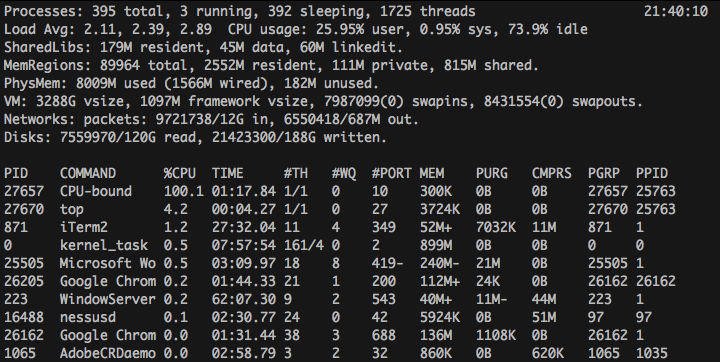 Processes: 395 total, 3 running, 392 sleeping, 1725 threads 21:40:10
Load Avg: 2.11, 2.39, 2.89 CPU usage: 25.95% user, 0.95% sys, 73.9% idle
SharedLibs: 179M resident, 45M data, 60M linkedit.
MemRegions: 89964 total, 2552M resident, 111M private, 815M shared.
PhysMem: 8009M used (1566M wired), 182M unused.
VM: 3288G vsize, 1097M framework vsize, 7987099(0) swapins, 8431554(0) swapouts.
Networks: packets: 9721738/12G in, 6550418/687M out.
Disks: 7559970/120G read, 21423300/188G written.
PID COMMAND %CPU TIME #TH #WQ #PORT MEM PURG CMPRS PGRP PPID
27657 CPU-bound 100.1 01:17.84 1/1 0 10 300K 0B 0B 27657 25763
27670 top 4.2 00:04.27 1/1 0 27 3724K 0B 0B 27670 25763
871 iTerm2 1.2 27:32.04 11 4 349 52M+ 7032K 11M 871 1
0 kernel_task 0.5 07:57:54 161/4 0 2 899M 0B 0B 0 0
25505 Microsoft Wo 0.5 03:09.97 18 8 419- 240M- 21M 0B 25505 1
26205 Google Chrom 0.2 01:44.33 21 1 200 112M+ 24K 0B 26162 26162
223 WindowServer 0.2 62:07.30 9 2 543 40M+ 11M- 44M 223 1
16488 nessusd 0.1 02:30.77 24 0 42 5924K 0B 51M 97 97
26162 Google Chrom 0.0 01:31.44 38 3 688 136M 1108K 0B 26162 1
1065 AdobeCRDaemo 0.0 02:58.79 3 2 32 860K 0B 620K 1065 1035